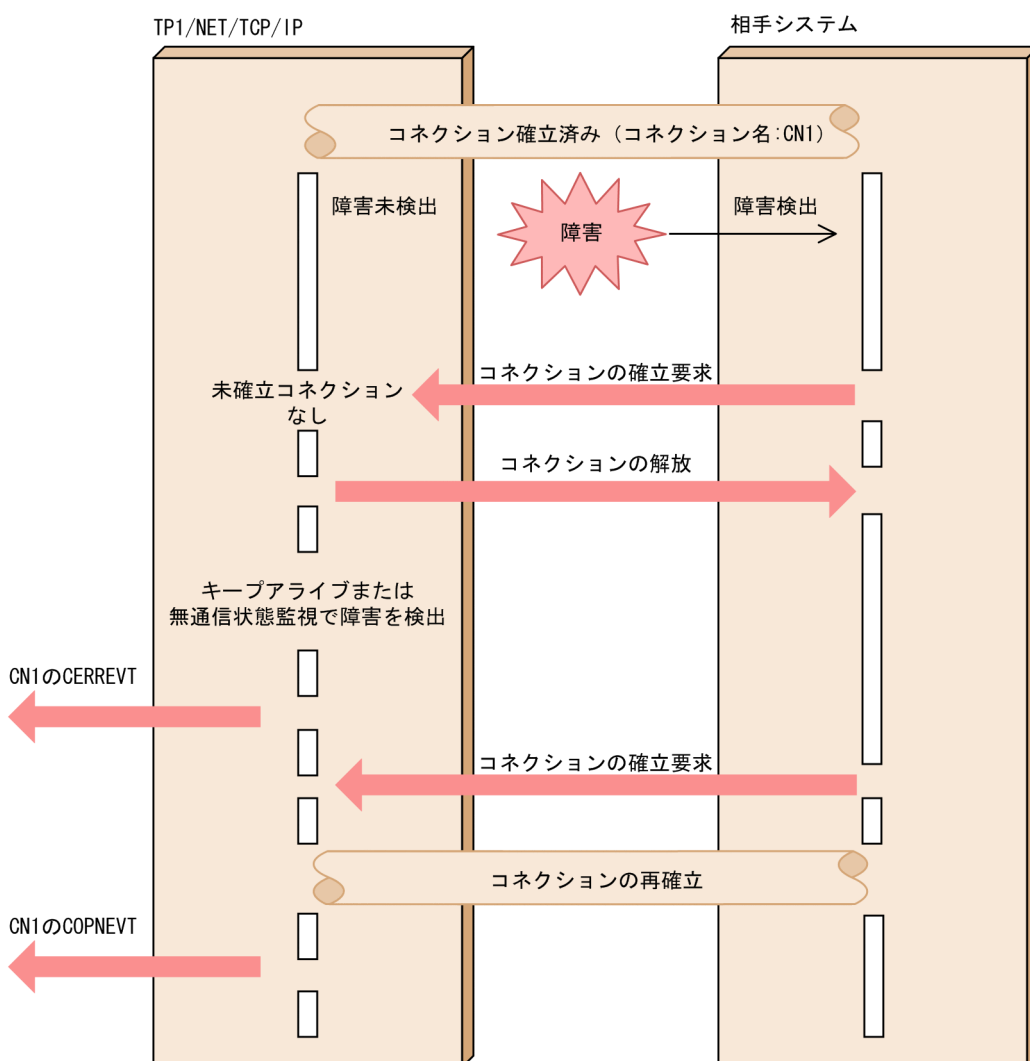 TP1/NET/TCP/IP
相手システム
コネクション確立済み（コネクション名:CN1）
障害未検出
障害
障害検出
コネクションの確立要求
未確立コネクション
なし
コネクションの解放
キープアライブまたは
無通信状態監視で障害を検出
CN1のCERREVT
コネクションの確立要求
コネクションの再確立
CN1のCOPNEVT